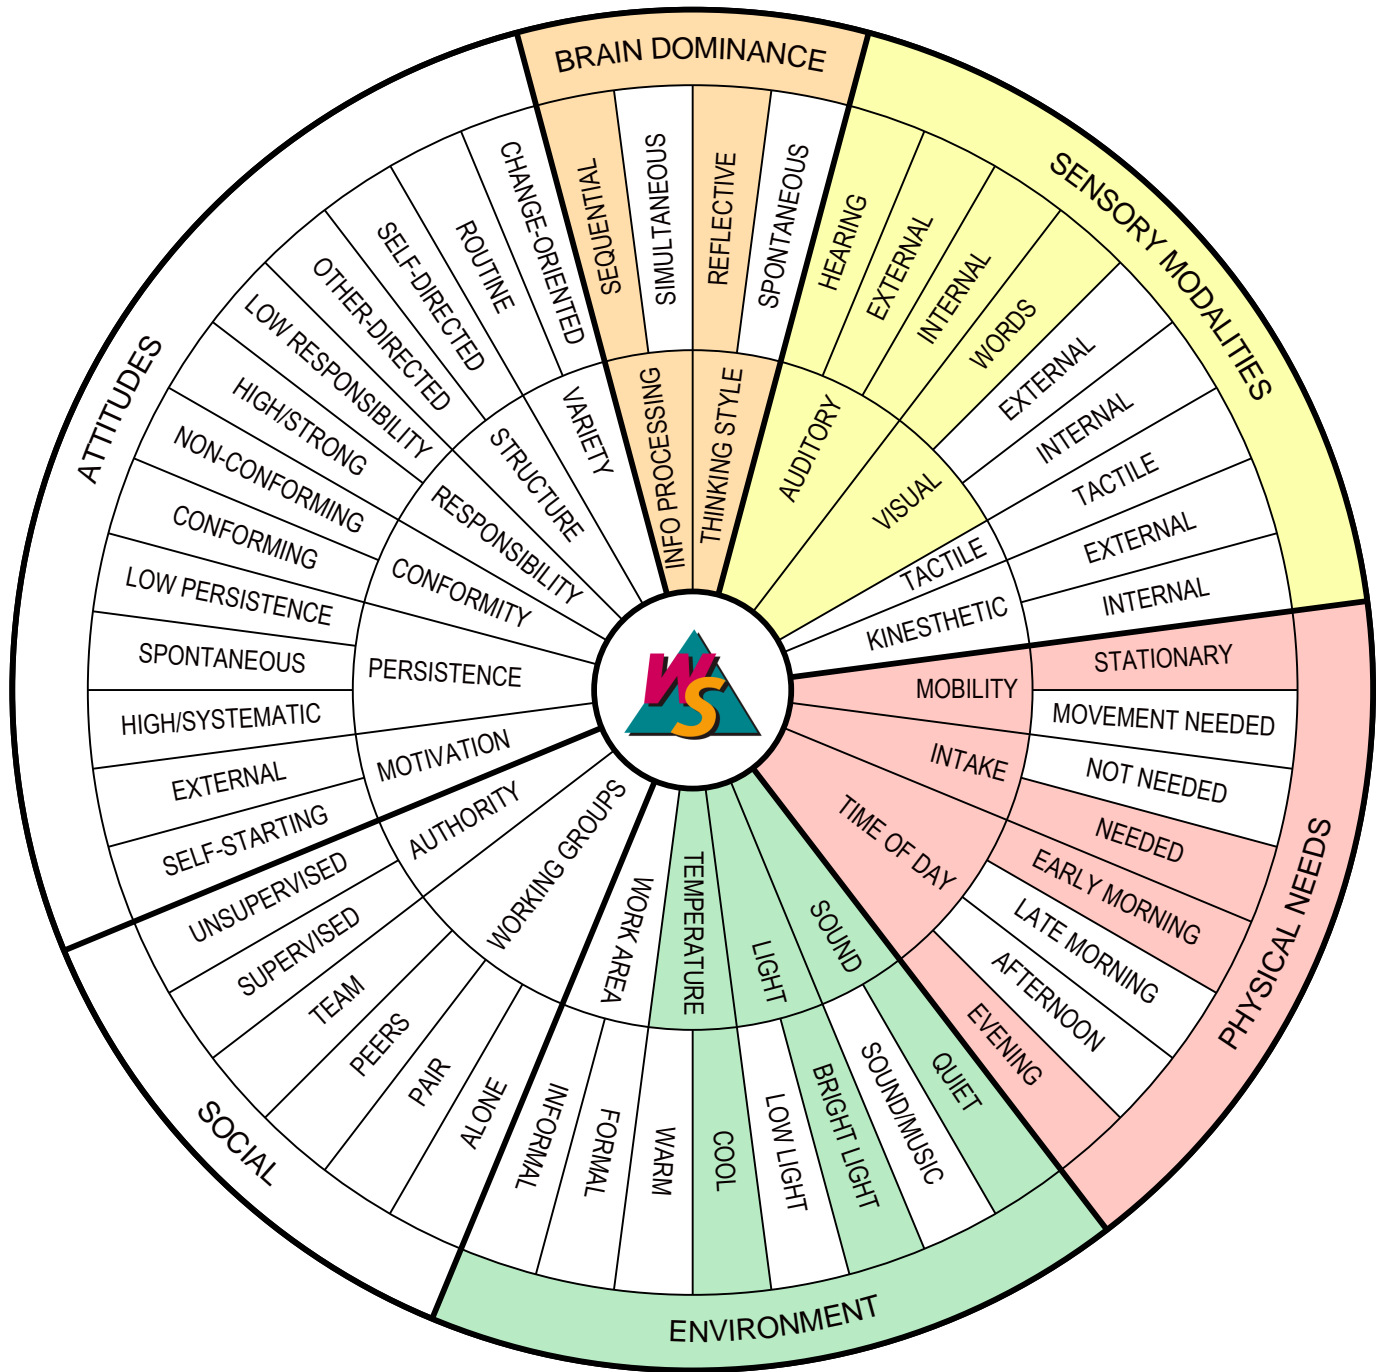 BRAIN DOMINANCE
SEQUENTIAL
SIMULTANEOUS
REFLECTIVE
SPONTANEOUS
INFO PROCESSING
THINKING STYLE
SENSORY MODALITIES
HEARING
EXTERNAL
INTERNAL
WORDS
EXTERNAL
INTERNAL
TACTILE
EXTERNAL
INTERNAL
AUDITORY
VISUAL
TACTILE
KINESTHETIC
PHYSICAL NEEDS
STATIONARY
MOVEMENT NEEDED
NOT NEEDED
NEEDED
EARLY MORNING
LATE MORNING
AFTERNOON
EVENING
MOBILITY
INTAKE
TIME OF DAY
ENVIRONMENT
QUIET
SOUND/MUSIC
BRIGHT LIGHT
LOW LIGHT
COOL
WARM
FORMAL
INFORMAL
SOUND
LIGHT
TEMPERATURE
WORK AREA
SOCIAL
ALONE
PAIR
PEERS
TEAM
SUPERVISED
UNSUPERVISED
WORKING GROUPS
AUTHORITY
ATTITUDES
SELF-STARTING
EXTERNAL
HIGH/SYSTEMATIC
SPONTANEOUS
LOW PERSISTENCE
CONFORMING
NON-CONFORMING
HIGH/STRONG
LOW RESPONSIBILITY
OTHER-DIRECTED
SELF-DIRECTED
ROUTINE
CHANGE-ORIENTED
MOTIVATION
PERSISTENCE
CONFORMITY
RESPONSIBILITY
STRUCTURE
VARIETY
WS